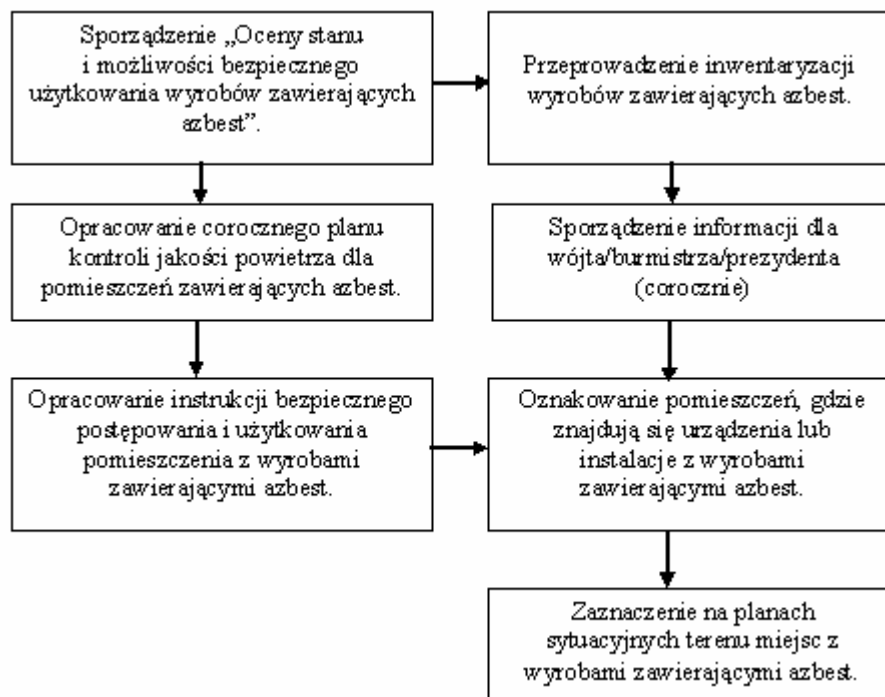 Sporządzenie „Oceny stanu
i możliwości bezpiecznego
użytkowania wyrobów zawierających
azbest”.
Przeprowadzenie inwentaryzacji
wyrobów zawierających azbest.
Opracowanie corocznego planu
kontroli jakości powietrza dla
pomieszczeń zawierających azbest.
Sporządzenie informacji dla
wójta/burmistrza/prezydenta
(corocznie)
Opracowanie instrukcji bezpiecznego
postępowania i użytkowania
pomieszczenia z wyrobami
zawierającymi azbest.
Oznakowanie pomieszczeń, gdzie
znajdują się urządzenia lub
instalacje z wyrobami
zawierającymi azbest.
Zaznaczenie na planach
sytuacyjnych terenu miejsc z
wyrobami zawierającymi azbest.